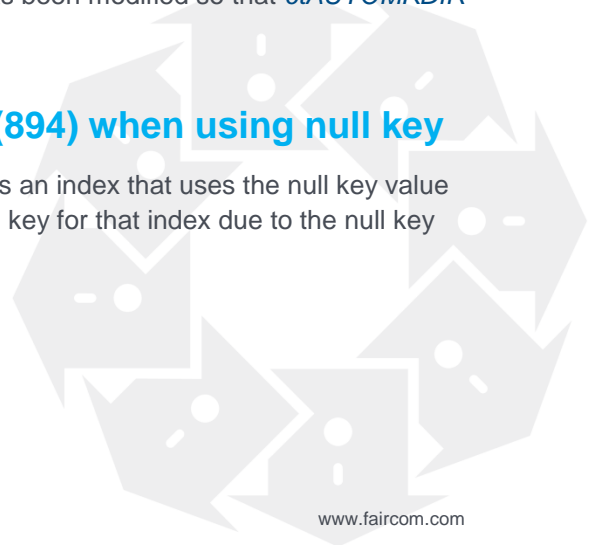 s been modified so that ctAUTOMKDIR
(894) when using null key
s an index that uses the null key value
key for that index due to the null key
www.faircom.com